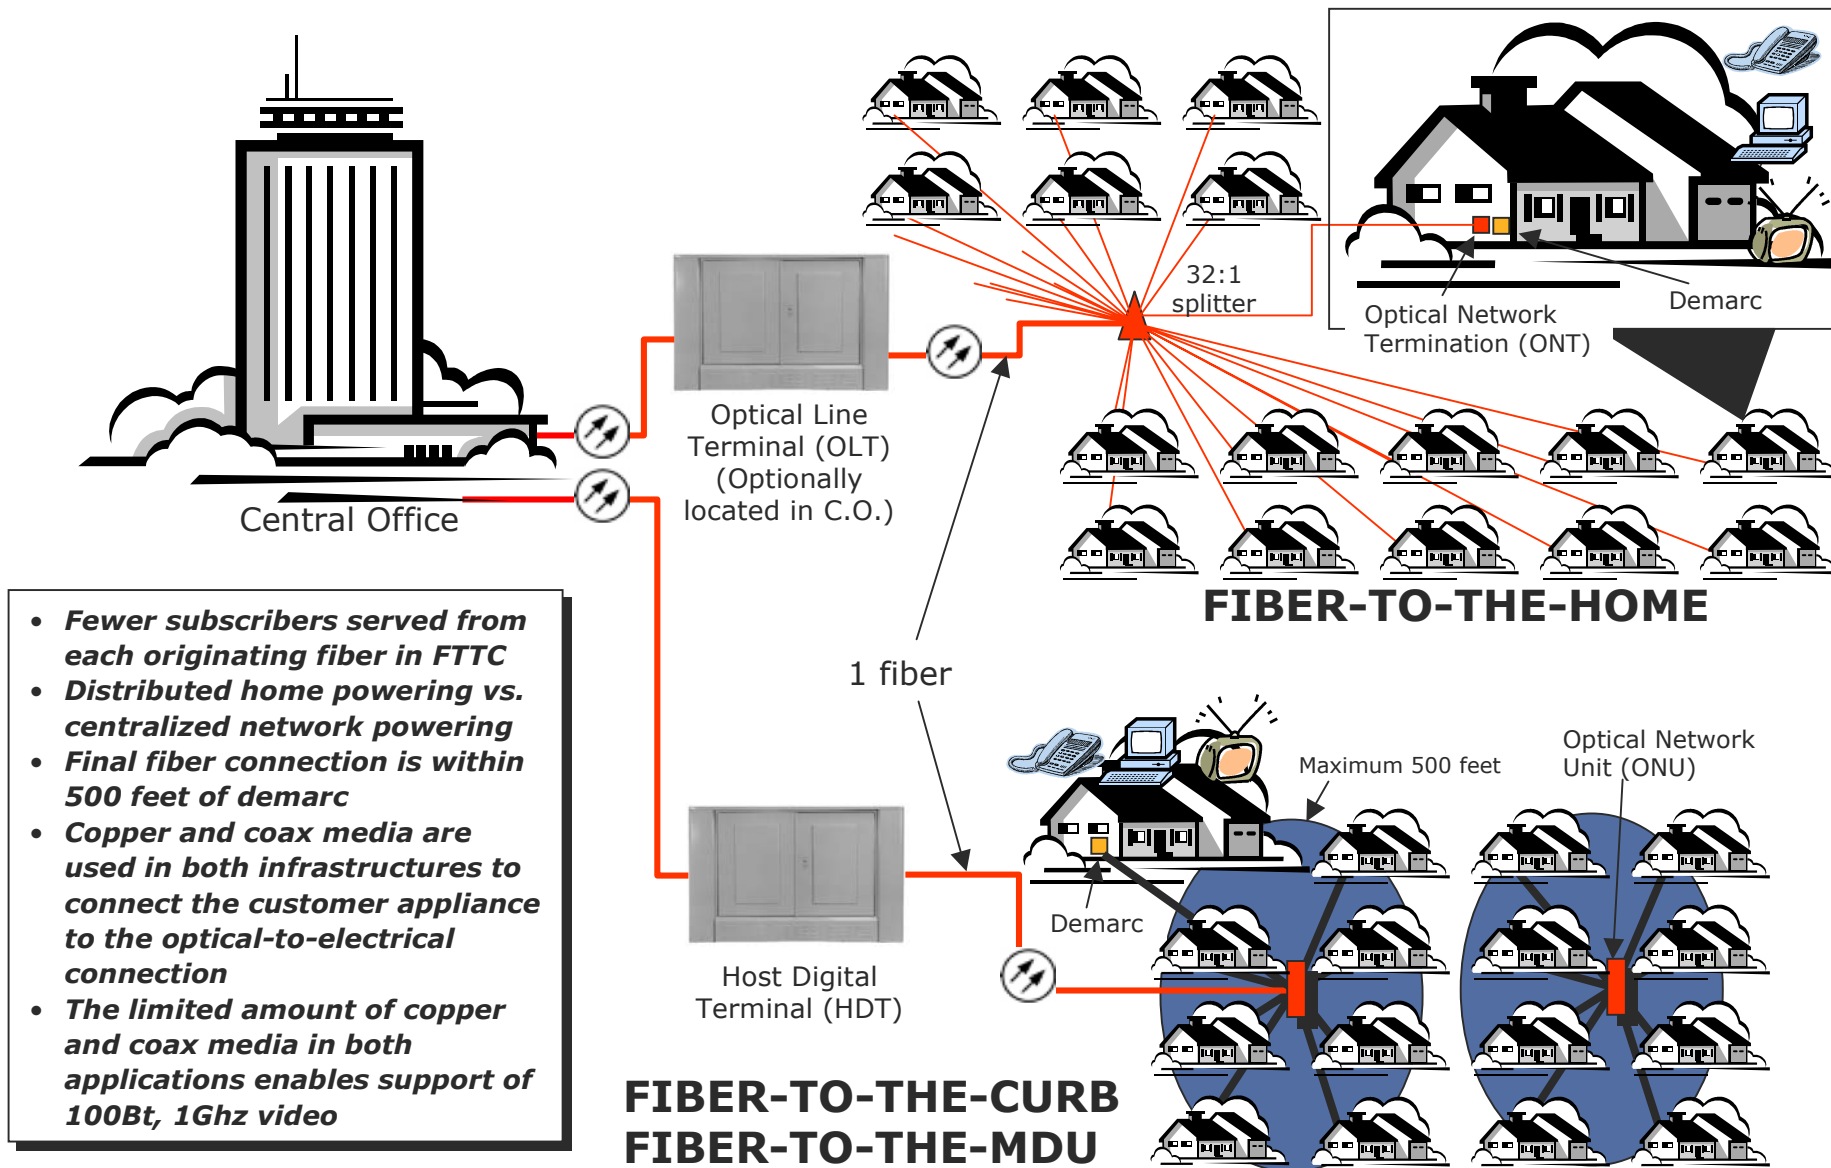 32:1
splitter
Optical Network
Termination (ONT)
Demarc
Optical Line
Terminal (OLT)
(Optionally
located in C.O.)
Central Office
FIBER-TO-THE-HOME
• Fewer subscribers served from
each originating fiber in FTTC
• Distributed home powering vs.
centralized network powering
• Final fiber connection is within
500 feet of demarc
• Copper and coax media are
used in both infrastructures to
connect the customer appliance
to the optical-to-electrical
connection
• The limited amount of copper
and coax media in both
applications enables support of
100Bt, 1Ghz video
1 fiber
Maximum 500 feet
Optical Network
Unit (ONU)
Demarc
Host Digital
Terminal (HDT)
FIBER-TO-THE-CURB
FIBER-TO-THE-MDU